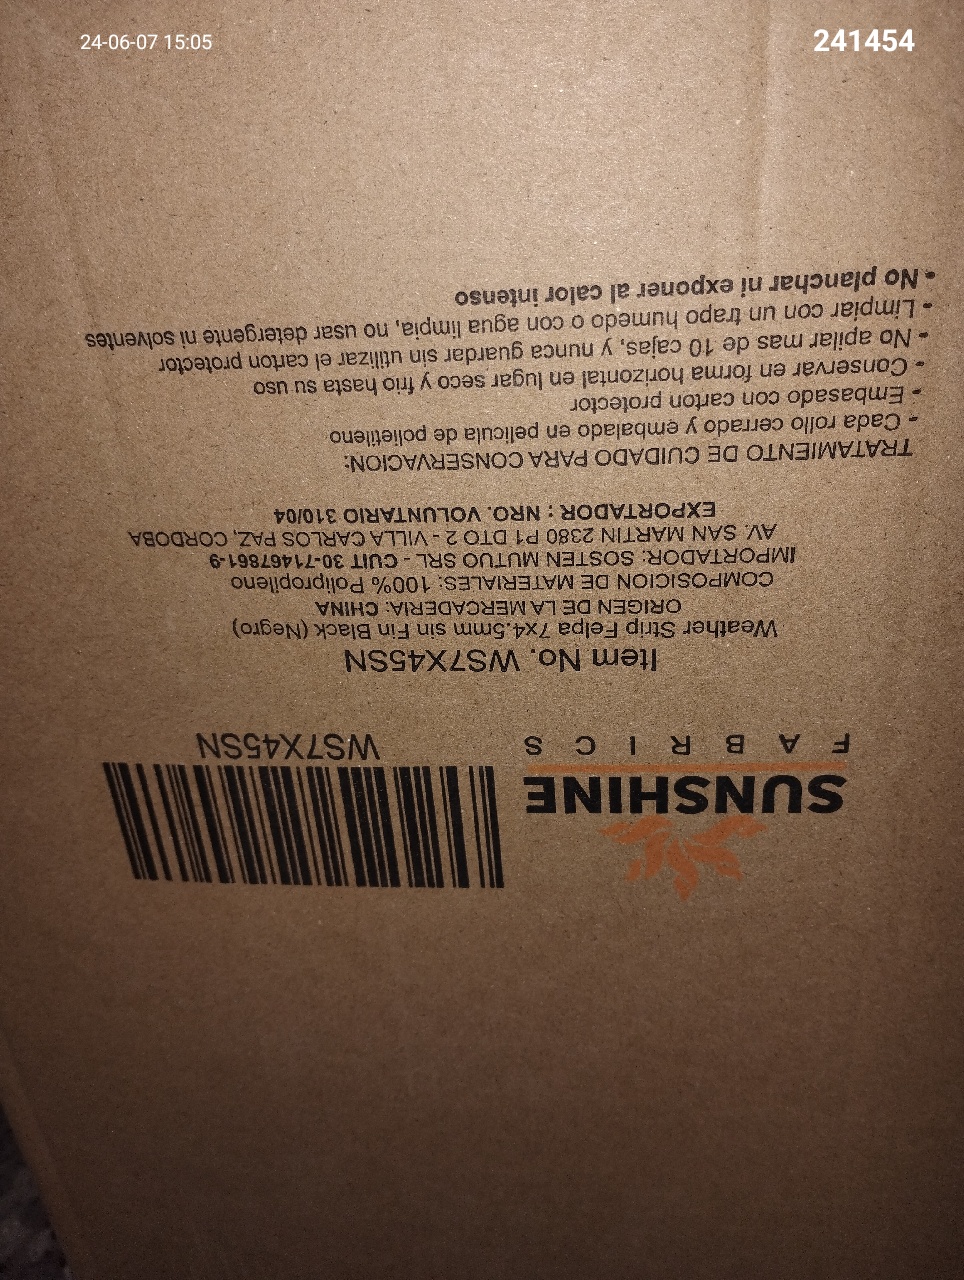 24-06-07 15:05
241454
SUNSHINE
FABRICS
WS7X45SN
Item No. WS7X45SN
Weather Strip Felpa 7x4.5mm sin Fin Black (Negro)
ORIGEN DE LA MERCADERIA: CHINA
COMPOSICION DE MATERIALES: 100% Polipropileno
IMPORTADOR: SOSTEN MUTUO SRL - CUIT 30-71467861-9
AV. SAN MARTIN 2380 P1 DTO 2 - VILLA CARLOS PAZ, CORDOBA
EXPORTADOR : NRO. VOLUNTARIO 310/04
TRATAMIENTO DE CUIDADO PARA CONSERVACION:
- Cada rollo cerrado y embalado en pelicula de polietileno
- Embasado con carton protector
- Conservar en forma horizontal en lugar seco y frio hasta su uso
- No apilar mas de 10 cajas, y nunca guardar sin utilizar el carton protector
- Limpiar con un trapo humedo o con agua limpia, no usar detergente ni solventes
- No planchar ni exponer al calor intenso